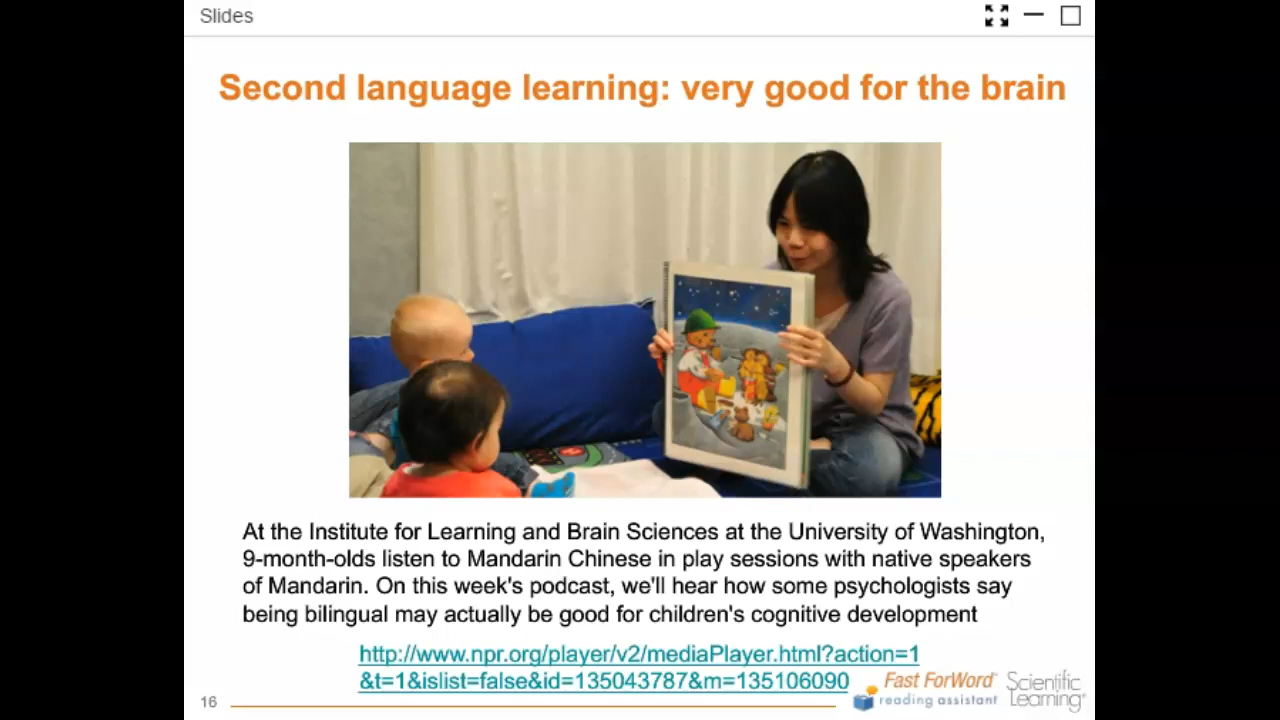 Slides
Second language learning: very good for the brain
At the Institute for Learning and Brain Sciences at the University of Washington,
9-month-olds listen to Mandarin Chinese in play sessions with native speakers
of Mandarin. On this week's podcast, we'll hear how some psychologists say
being bilingual may actually be good for children's cognitive development
http://www.npr.org/player/v2/mediaPlayer.html?action=1
&t=1&islist=false&id=135043787&m=135106090
16
Fast ForWord
reading assistant
Scientific
Learning